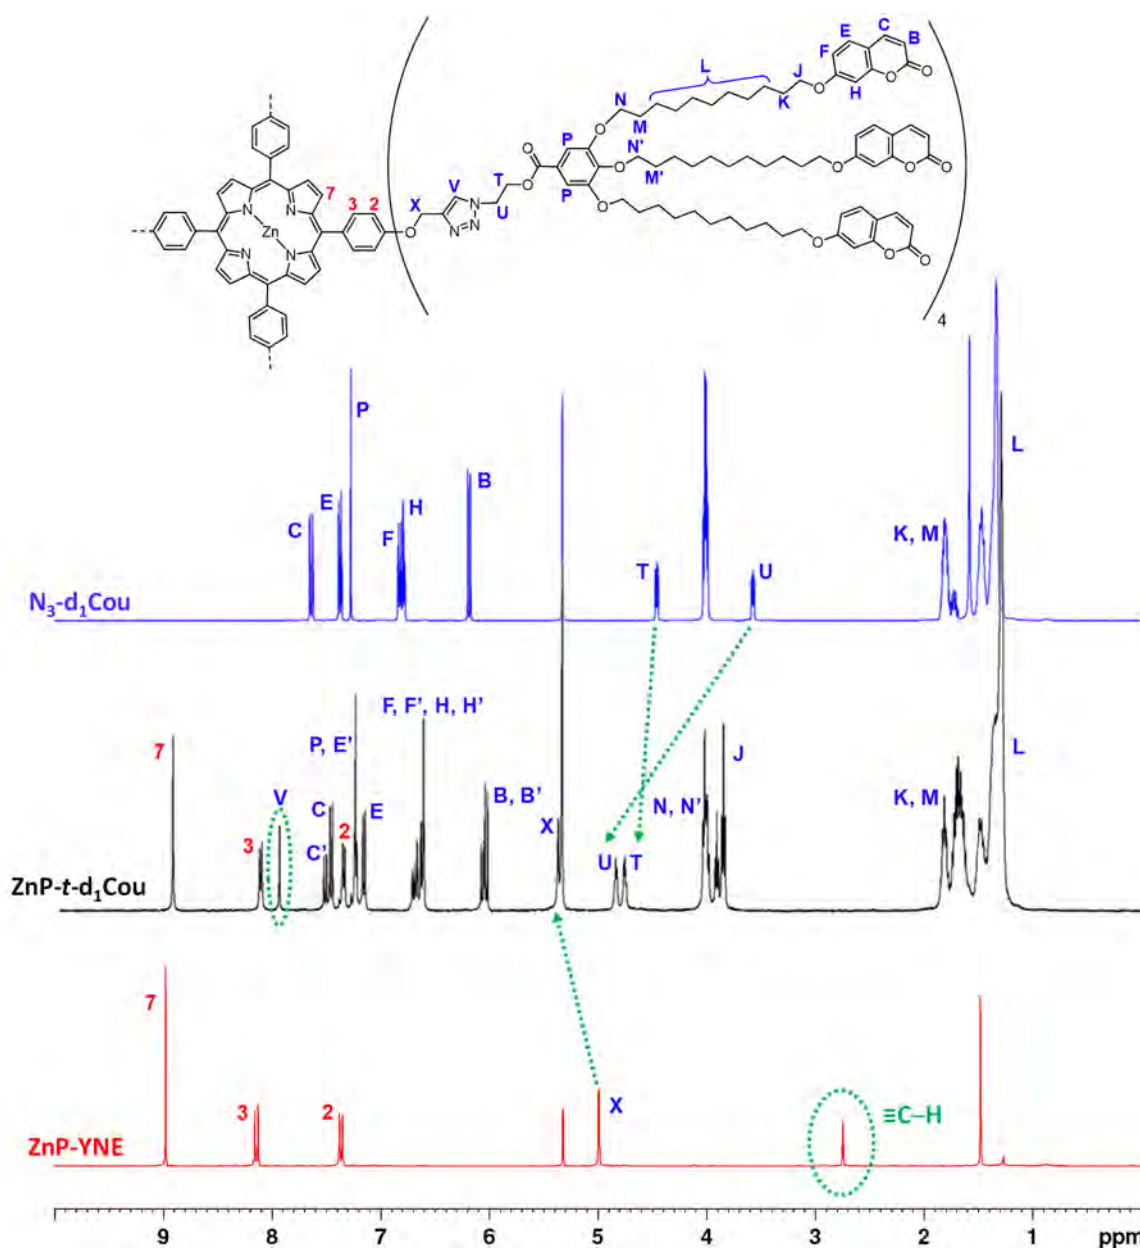 C
E
B
F
L
J
O
O
O
H
K
N
M
O
P
N'
O
O
O
O
7
V
T
O
M'
3 2
X
N
U
P
O
N
N
Zn
N
N
O
N
N
O
O
O
4
P
L
C
E
F
H
B
K, M
T
U
N₃-d₁Cou
F, F’, H, H’
7
P, E’
V
C
E
B, B’
J
L
3
C’
2
X
N, N’
K, M
U
T
ZnP-t-d₁Cou
7
3
2
X
≡C–H
ZnP-YNE
9 8 7 6 5 4 3 2 1 ppm